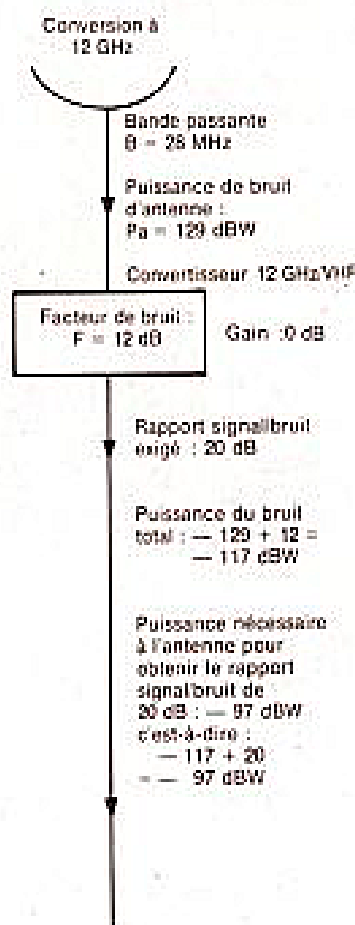 Conversion à
12 GHz
Bande passante
B = 28 MHz
Puissance de bruit
d'antenne :
Pa = 129 dBW
Convertisseur 12 GHz/VHF
Facteur de bruit :
F = 12 dB
Gain : 0 dB
Rapport signal/bruit
exigé : 20 dB
Puissance du bruit
total : — 129 + 12 =
— 117 dBW
Puissance nécessaire
à l'antenne pour
obtenir le rapport
signal/bruit de
20 dB : — 97 dBW
c'est-à-dire :
— 117 + 20
= — 97 dBW